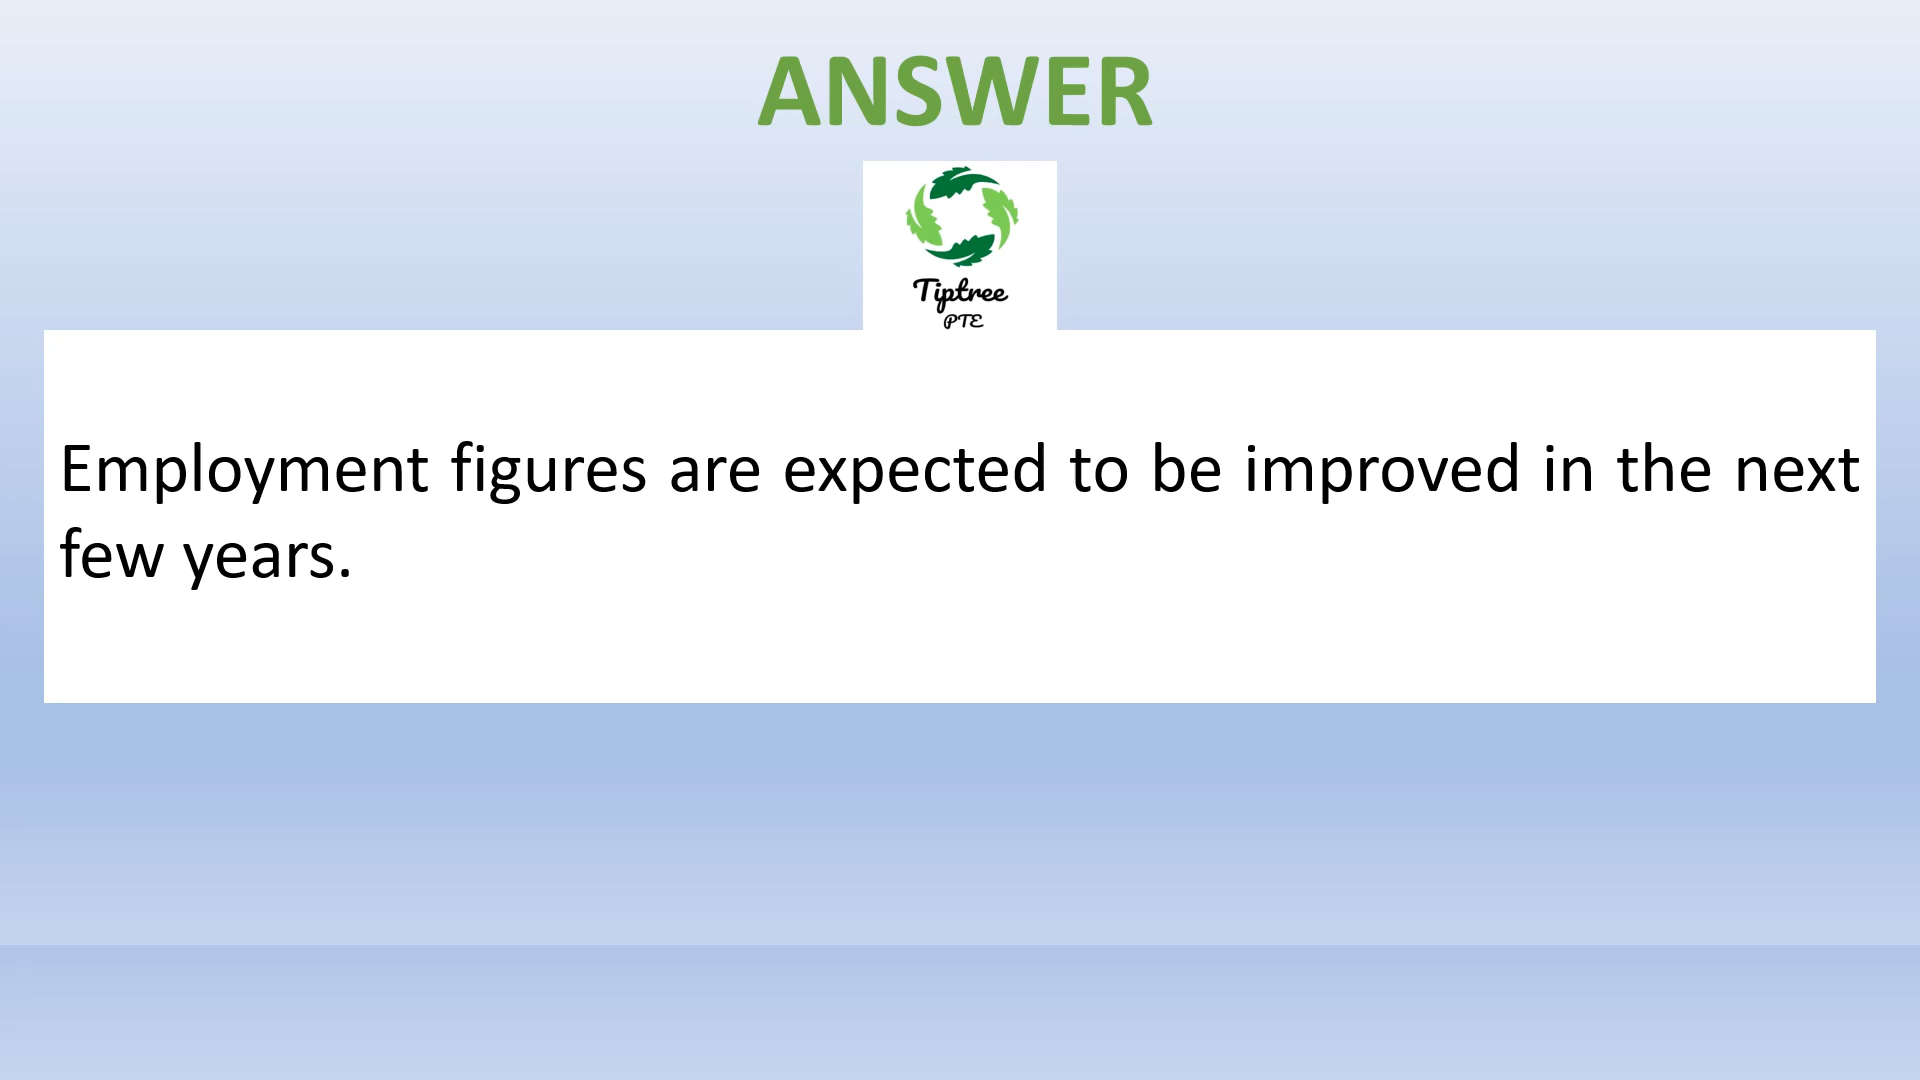 ANSWER
Tiptree
PTE
Employment figures are expected to be improved in the next
few years.